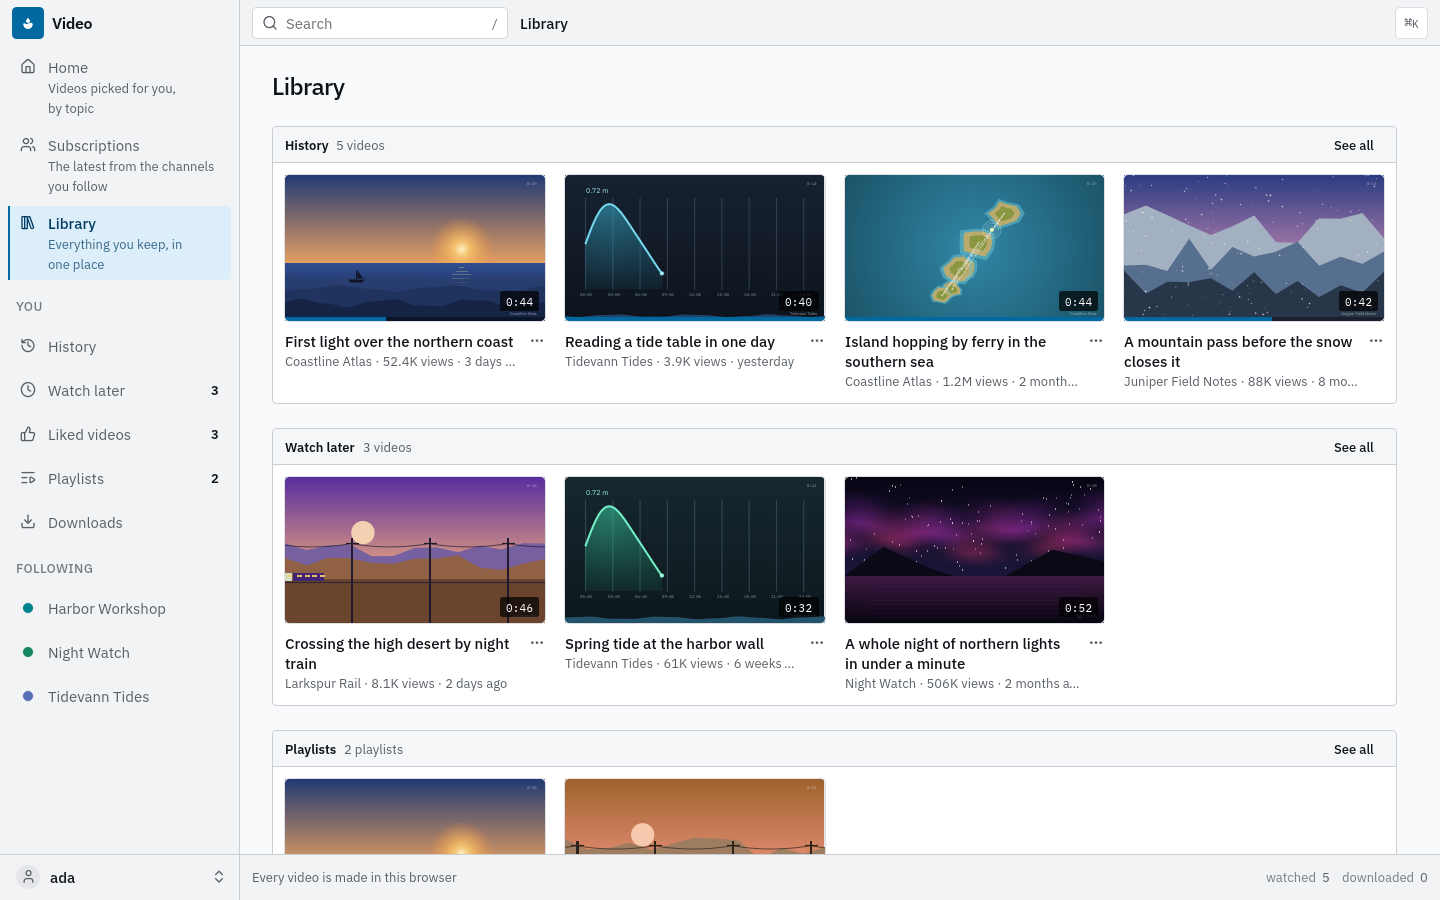 Video
Search
/
Library
⌘K
Home
Videos picked for you,
by topic
Subscriptions
The latest from the channels
you follow
Library
Everything you keep, in
one place
YOU
History
Watch later 3
Liked videos 3
Playlists 2
Downloads
FOLLOWING
Harbor Workshop
Night Watch
Tidevann Tides
ada
Library
History 5 videos See all
0:44
0.72 m
0:40
0:44
0:42
First light over the northern coast
Coastline Atlas · 52.4K views · 3 days ...
Reading a tide table in one day
Tidevann Tides · 3.9K views · yesterday
Island hopping by ferry in the
southern sea
Coastline Atlas · 1.2M views · 2 month...
A mountain pass before the snow
closes it
Juniper Field Notes · 88K views · 8 mo...
Watch later 3 videos See all
0:46
0.72 m
0:32
0:52
Crossing the high desert by night
train
Larkspur Rail · 8.1K views · 2 days ago
Spring tide at the harbor wall
Tidevann Tides · 61K views · 6 weeks ...
A whole night of northern lights
in under a minute
Night Watch · 506K views · 2 months a...
Playlists 2 playlists See all
Every video is made in this browser
watched 5 downloaded 0